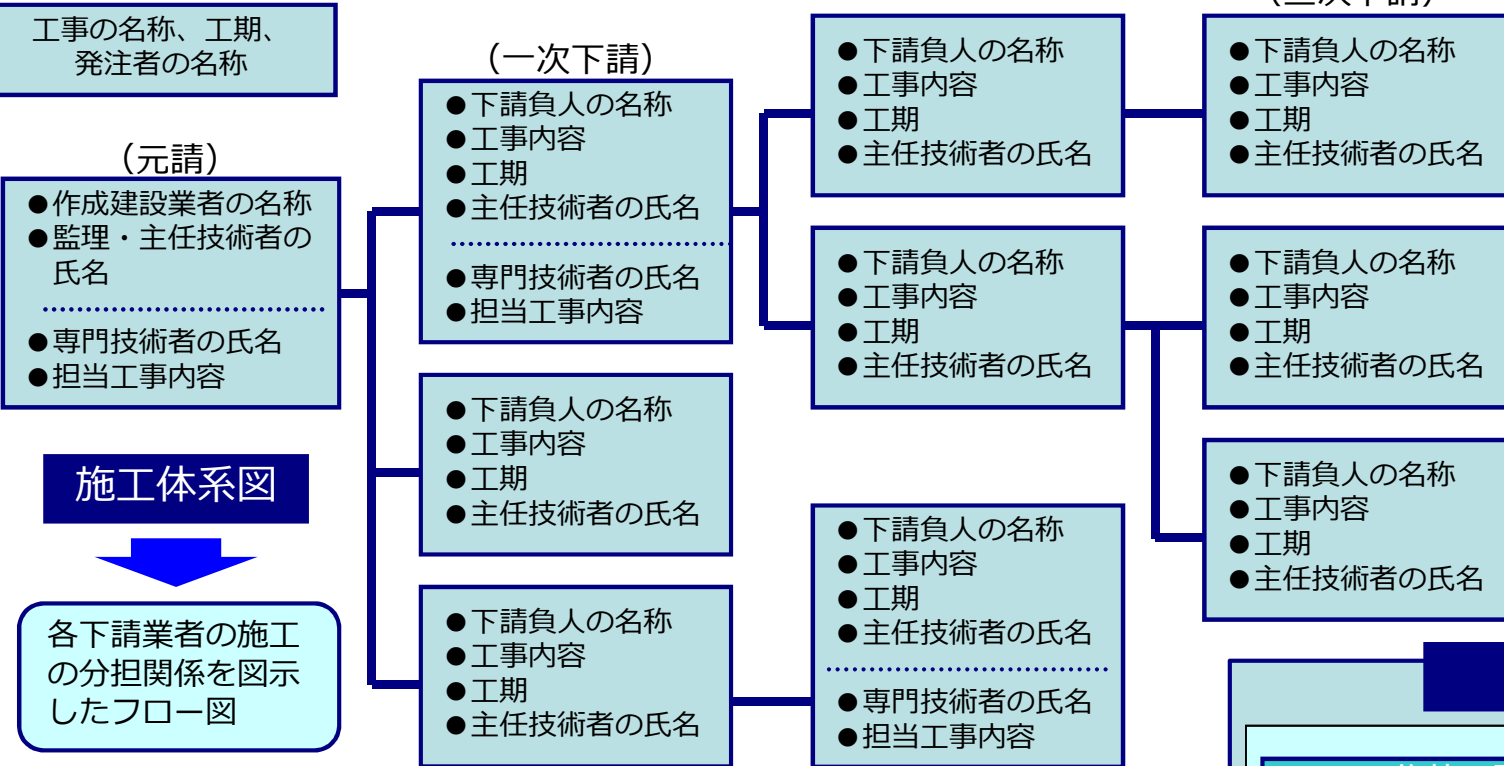 工事の名称、工期、
発注者の名称
（元請）
●作成建設業者の名称
●監理・主任技術者の
氏名
●専門技術者の氏名
●担当工事内容
施工体系図
各下請業者の施工
の分担関係を図示
したフロー図
（一次下請）
●下請負人の名称
●工事内容
●工期
●主任技術者の氏名
●専門技術者の氏名
●担当工事内容
●下請負人の名称
●工事内容
●工期
●主任技術者の氏名
●下請負人の名称
●工事内容
●工期
●主任技術者の氏名
●下請負人の名称
●工事内容
●工期
●主任技術者の氏名
●下請負人の名称
●工事内容
●工期
●主任技術者の氏名
●下請負人の名称
●工事内容
●工期
●主任技術者の氏名
●専門技術者の氏名
●担当工事内容
●下請負人の名称
●工事内容
●工期
●主任技術者の氏名
●下請負人の名称
●工事内容
●工期
●主任技術者の氏名
●下請負人の名称
●工事内容
●工期
●主任技術者の氏名